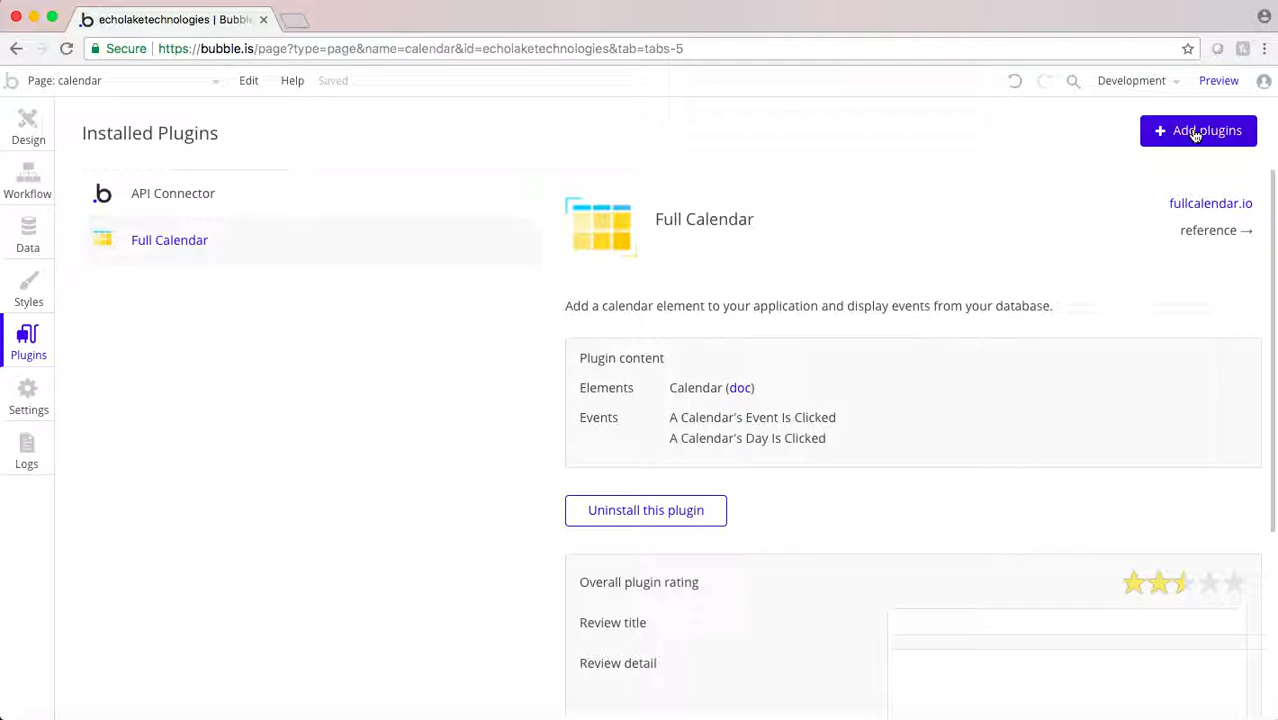 echolaketechnologies | Bubble
Secure https://bubble.is/page?type=page&name=calendar&id=echolaketechnologies&tab=tabs-5
Page: calendar Edit Help Saved Development Preview
Design
Workflow
Data
Styles
Plugins
Settings
Logs
Installed Plugins
+ Add plugins
API Connector
Full Calendar
Full Calendar
fullcalendar.io
reference →
Add a calendar element to your application and display events from your database.
Plugin content
Elements Calendar (doc)
Events A Calendar's Event Is Clicked
A Calendar's Day Is Clicked
Uninstall this plugin
Overall plugin rating
Review title
Review detail